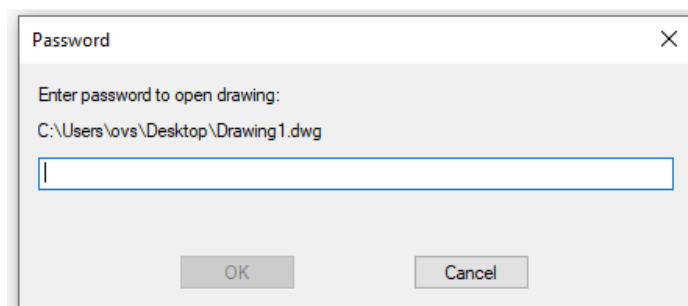 Password
Enter password to open drawing:
C:\Users\ovs\Desktop\Drawing1.dwg
OK
Cancel